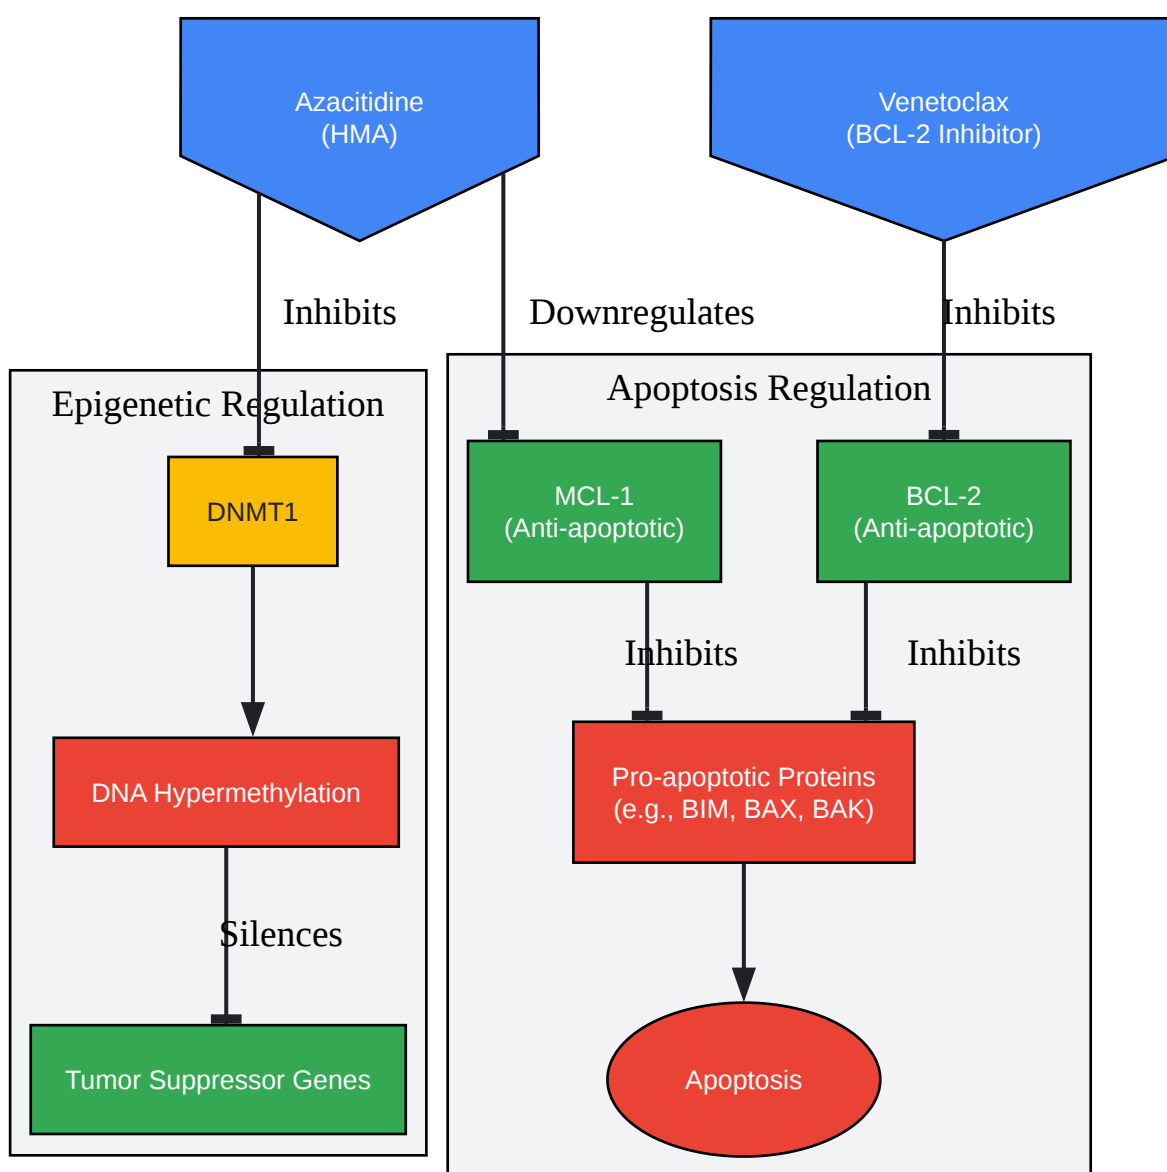 Azacitidine
(HMA)
Venetoclax
(BCL-2 Inhibitor)
Inhibits
Downregulates
Inhibits
Epigenetic Regulation
Apoptosis Regulation
DNMT1
MCL-1
(Anti-apoptotic)
BCL-2
(Anti-apoptotic)
Inhibits
Inhibits
DNA Hypermethylation
Pro-apoptotic Proteins
(e.g., BIM, BAX, BAK)
Silences
Tumor Suppressor Genes
Apoptosis